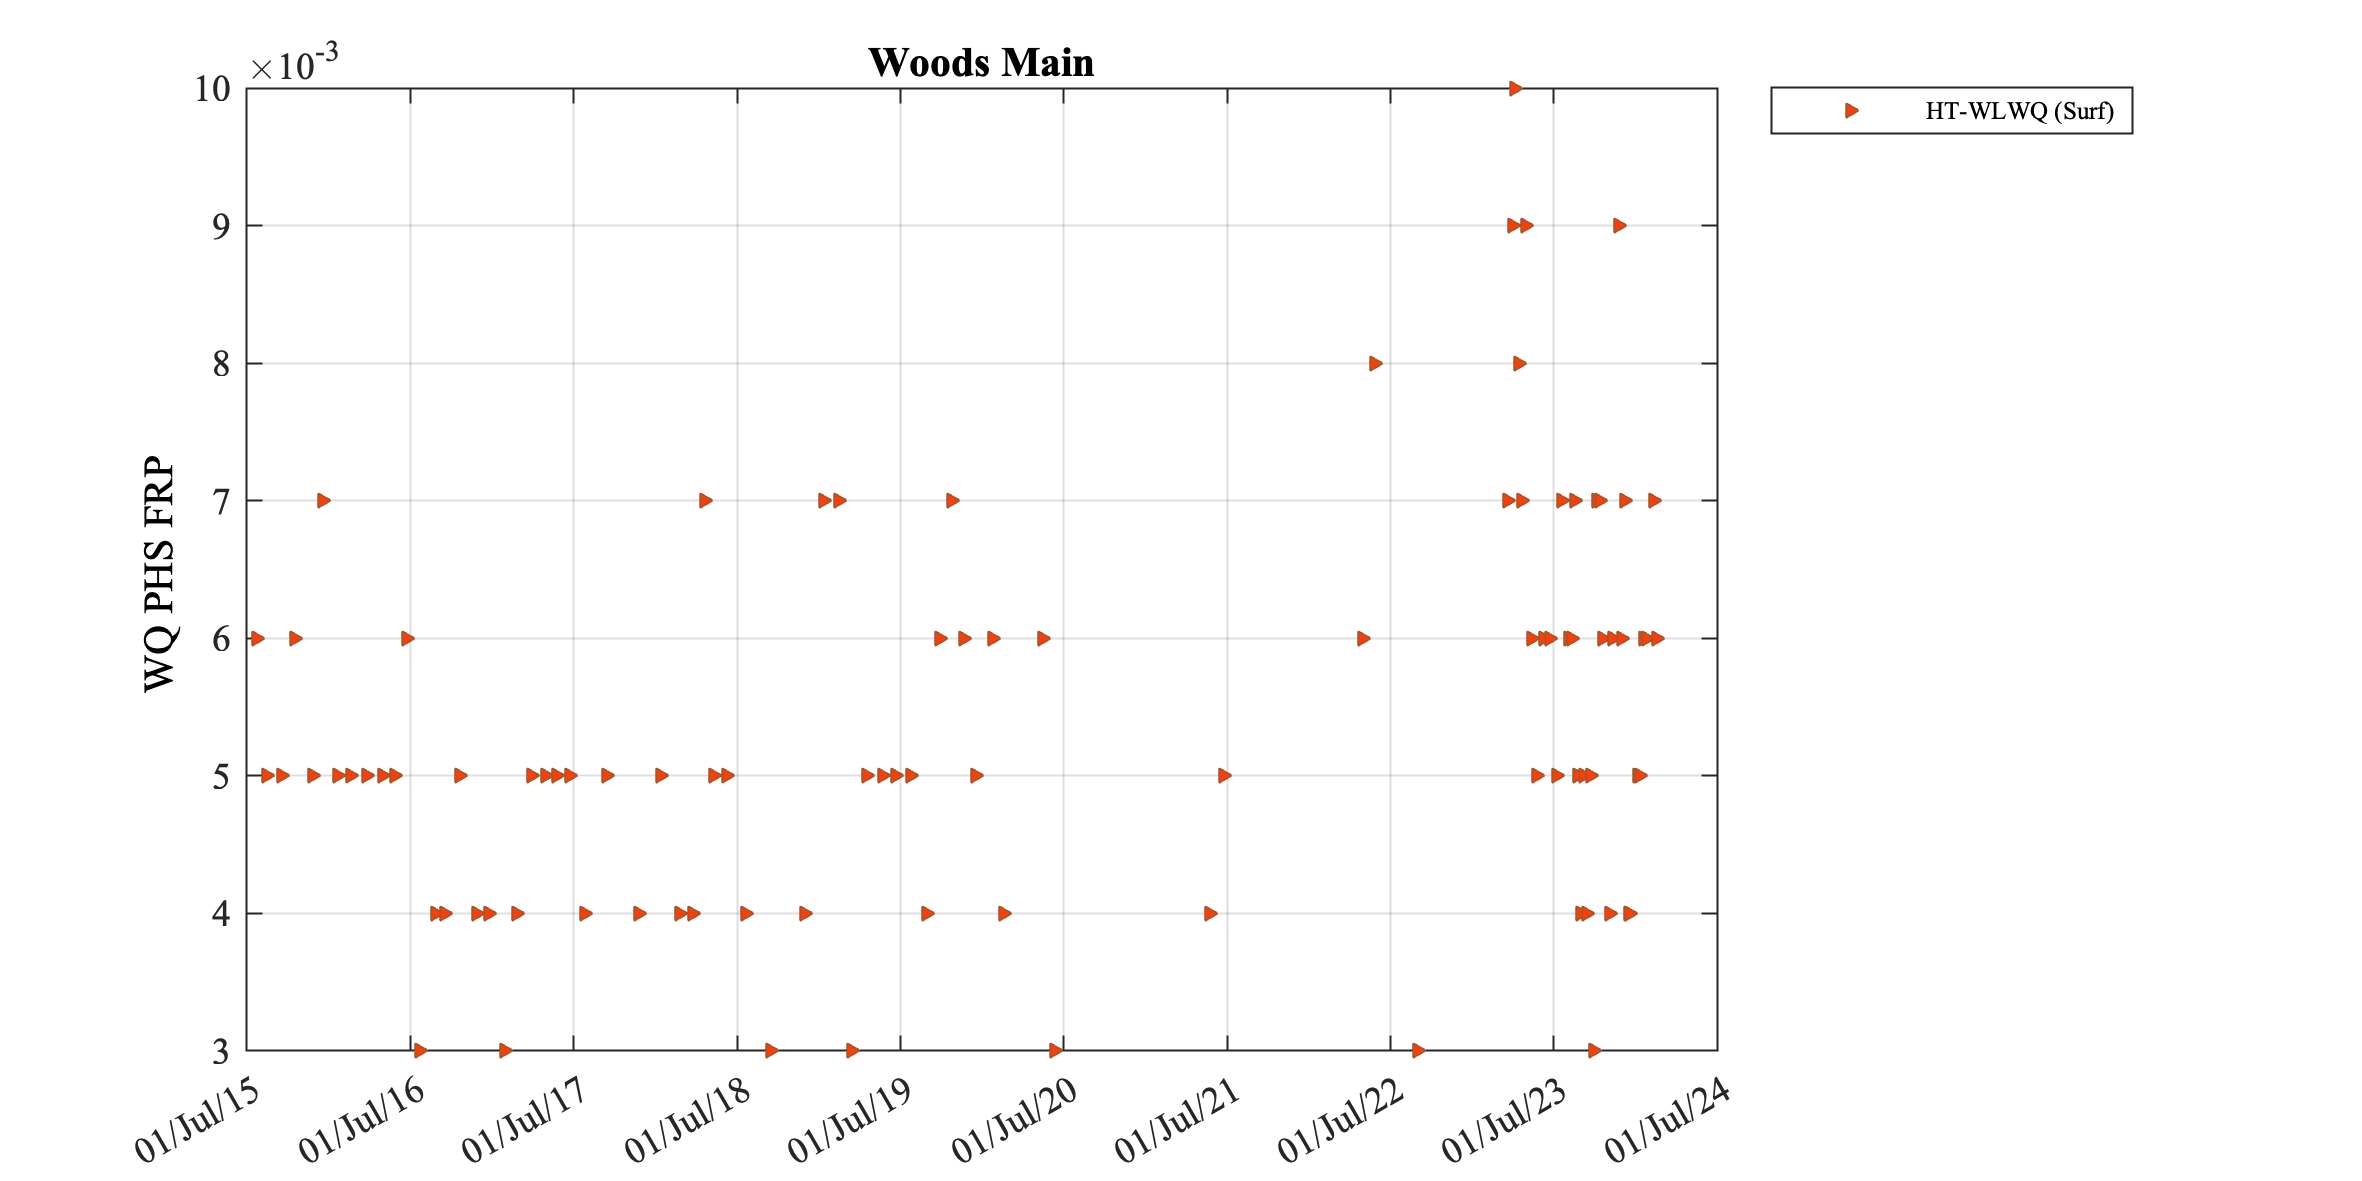 Woods Main
×10-3
10
9
8
7
6
5
4
3
WQ PHS FRP
01/Jul/15
01/Jul/16
01/Jul/17
01/Jul/18
01/Jul/19
01/Jul/20
01/Jul/21
01/Jul/22
01/Jul/23
01/Jul/24
HT-WLWQ (Surf)